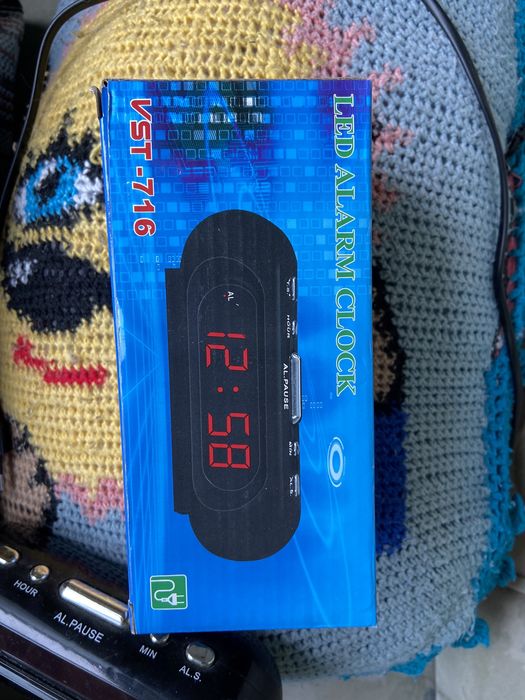 LED ALARM CLOCK
HOUR
AL.PAUSE
MIN
AL.S.
AL
12:58
VST-716
HOUR
AL.PAUSE
MIN
AL.S.